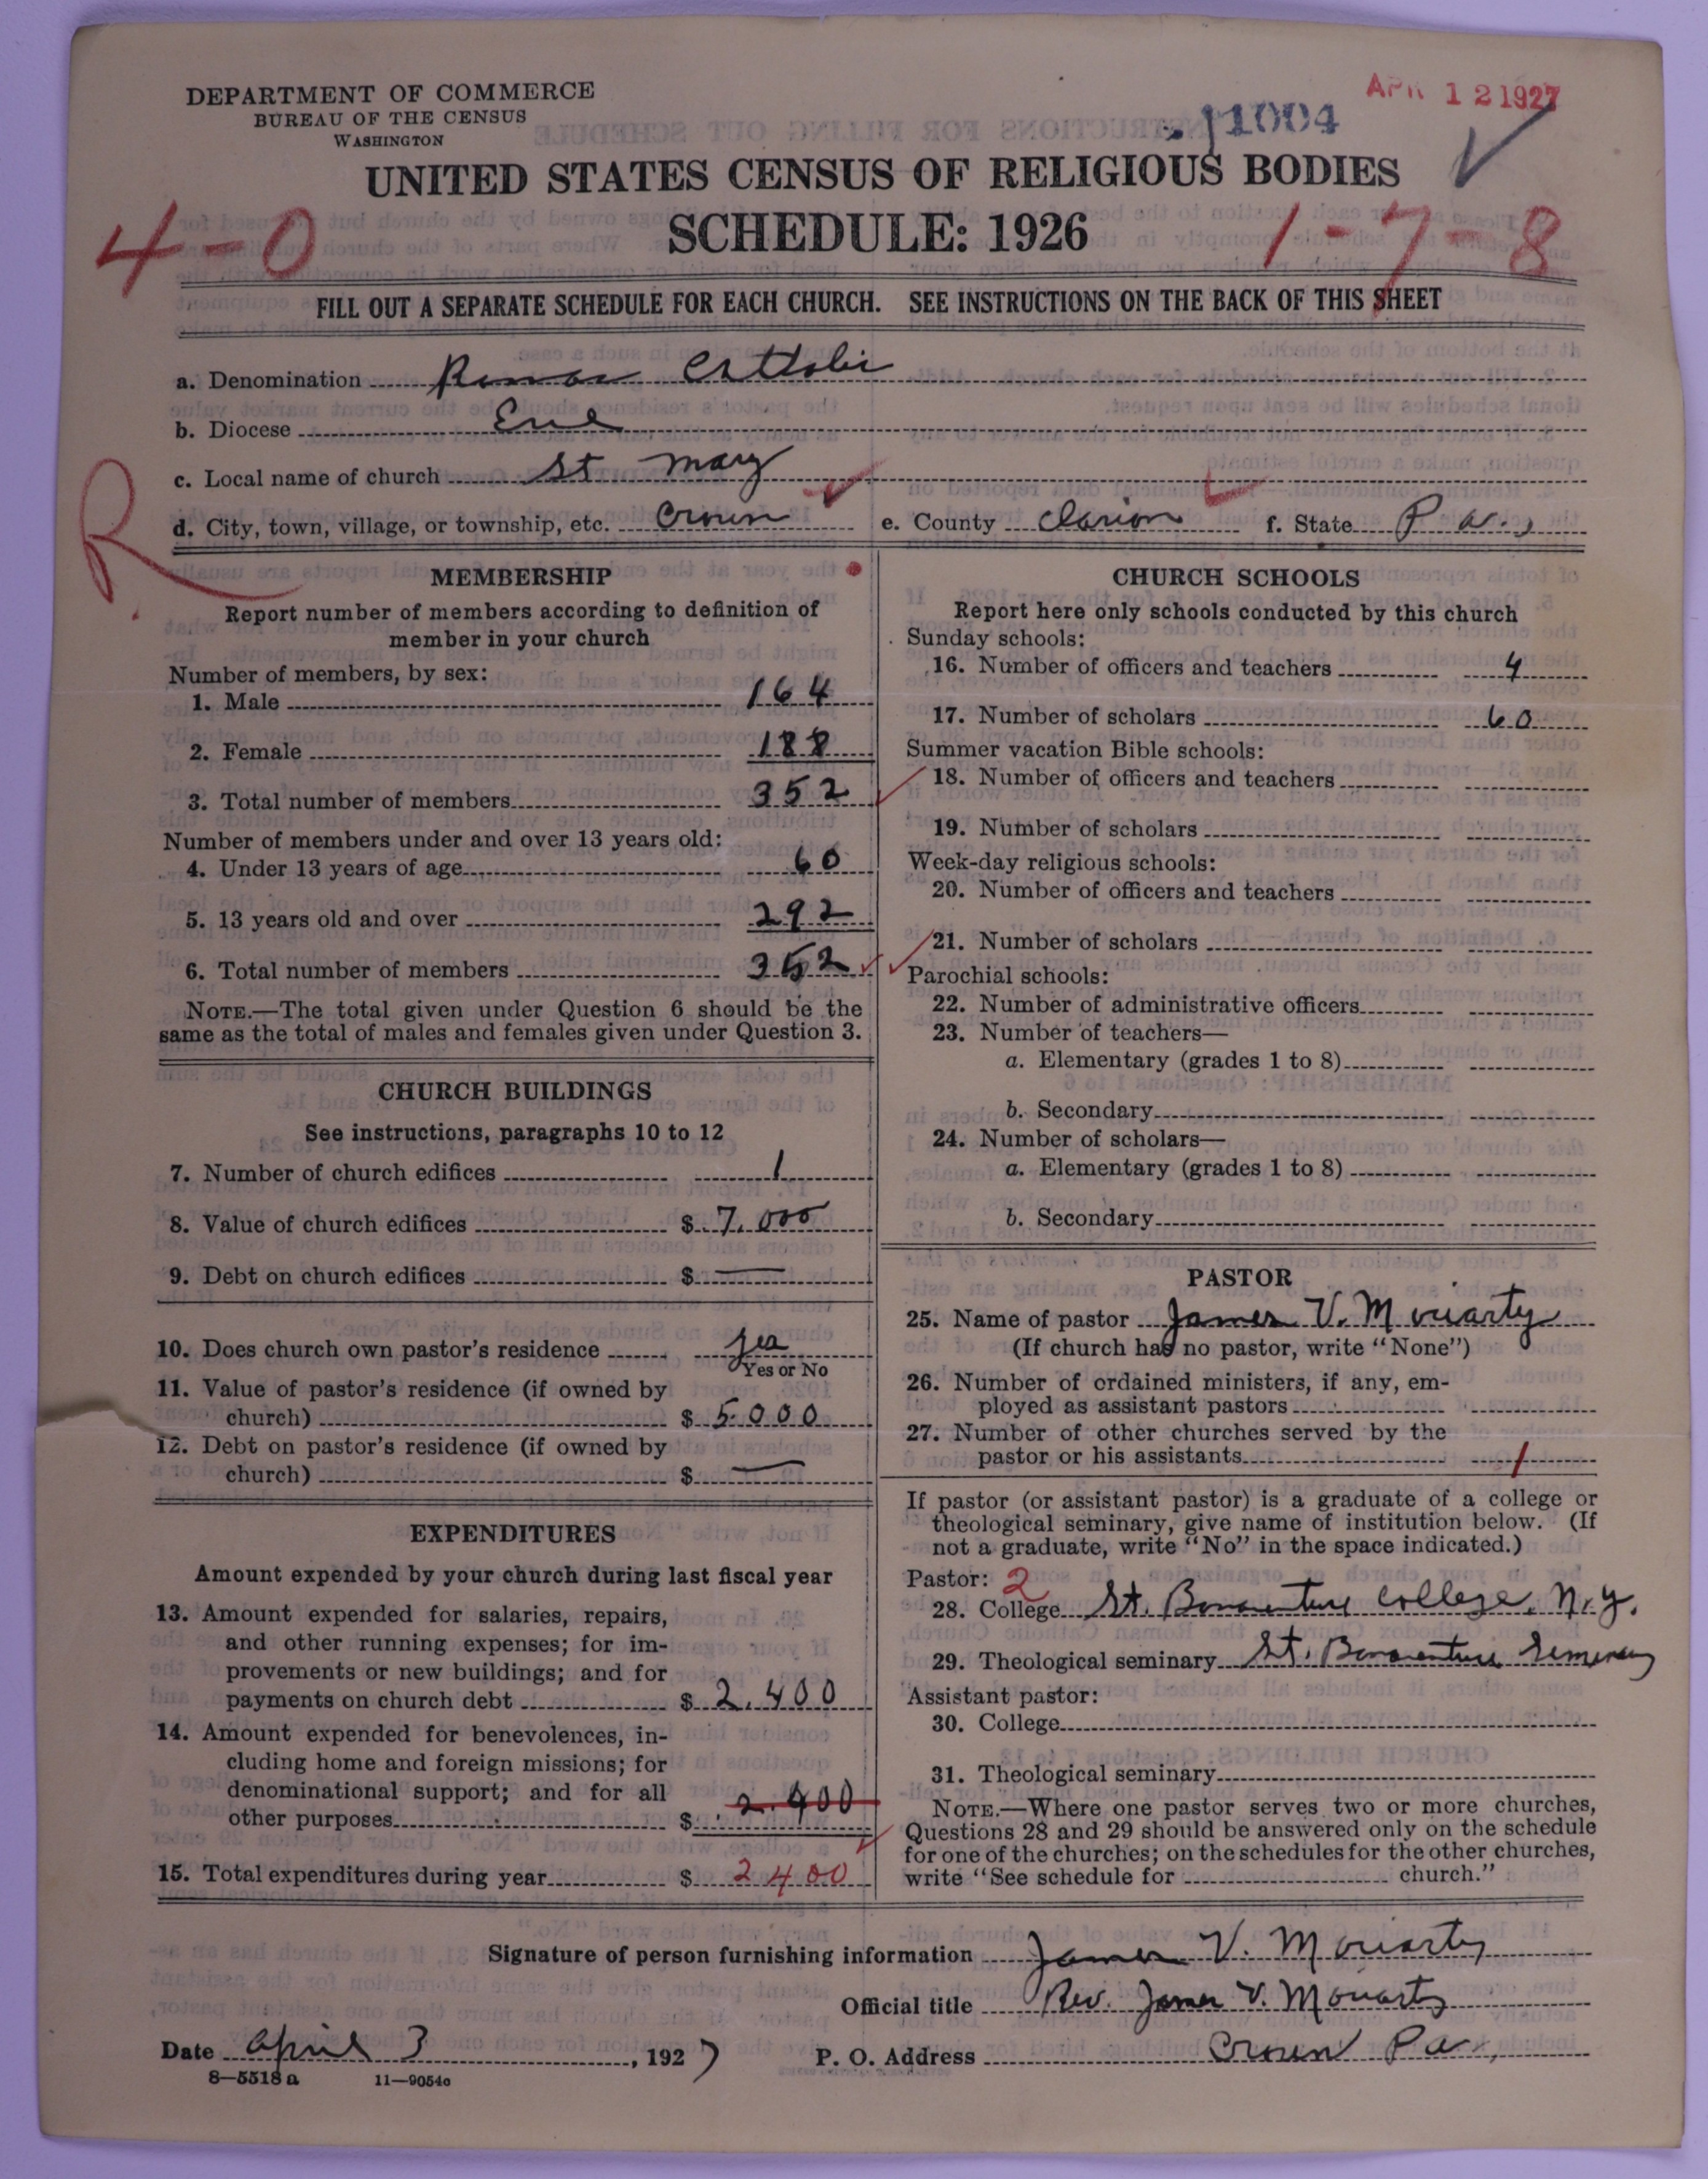 DEPARTMENT OF COMMERCE
BUREAU OF THE CENSUS
WASHINGTON
APR 12 1927
11004
UNITED STATES CENSUS OF RELIGIOUS BODIES
SCHEDULE: 1926
4-0
1-7-8
FILL OUT A SEPARATE SCHEDULE FOR EACH CHURCH. SEE INSTRUCTIONS ON THE BACK OF THIS SHEET
a. Denomination Roman Catholic
b. Diocese Erie
c. Local name of church St Mary
d. City, town, village, or township, etc. Crown e. County Clarion f. State Pa.
R
MEMBERSHIP
Report number of members according to definition of
member in your church
Number of members, by sex:
1. Male 164
2. Female 188
3. Total number of members 352
Number of members under and over 13 years old:
4. Under 13 years of age 60
5. 13 years old and over 292
6. Total number of members 352
NOTE.—The total given under Question 6 should be the
same as the total of males and females given under Question 3.
CHURCH BUILDINGS
See instructions, paragraphs 10 to 12
7. Number of church edifices 1
8. Value of church edifices $ 7,000
9. Debt on church edifices $ —
10. Does church own pastor's residence yes
Yes or No
11. Value of pastor's residence (if owned by
church) $ 5000
12. Debt on pastor's residence (if owned by
church) $ —
EXPENDITURES
Amount expended by your church during last fiscal year
13. Amount expended for salaries, repairs,
and other running expenses; for im-
provements or new buildings; and for
payments on church debt $ 2.400
14. Amount expended for benevolences, in-
cluding home and foreign missions; for
denominational support; and for all
other purposes $ 2.400
15. Total expenditures during year $ 2400
CHURCH SCHOOLS
Report here only schools conducted by this church
Sunday schools:
16. Number of officers and teachers 4
17. Number of scholars 60
Summer vacation Bible schools:
18. Number of officers and teachers
19. Number of scholars
Week-day religious schools:
20. Number of officers and teachers
21. Number of scholars
Parochial schools:
22. Number of administrative officers
23. Number of teachers—
a. Elementary (grades 1 to 8)
b. Secondary
24. Number of scholars—
a. Elementary (grades 1 to 8)
b. Secondary
PASTOR
25. Name of pastor James V. Moriarty
(If church has no pastor, write "None")
26. Number of ordained ministers, if any, em-
ployed as assistant pastors
27. Number of other churches served by the
pastor or his assistants 1
If pastor (or assistant pastor) is a graduate of a college or
theological seminary, give name of institution below. (If
not a graduate, write "No" in the space indicated.)
Pastor: 2
28. College St. Bonaventure College, N.Y.
29. Theological seminary St. Bonaventure Seminary
Assistant pastor:
30. College
31. Theological seminary
NOTE.—Where one pastor serves two or more churches,
Questions 28 and 29 should be answered only on the schedule
for one of the churches; on the schedules for the other churches,
write "See schedule for church."
Signature of person furnishing information James V. Moriarty
Official title Rev. James V. Moriarty
Date April 3, 1927 P. O. Address Crown Pa.
8—5518a 11—9054c